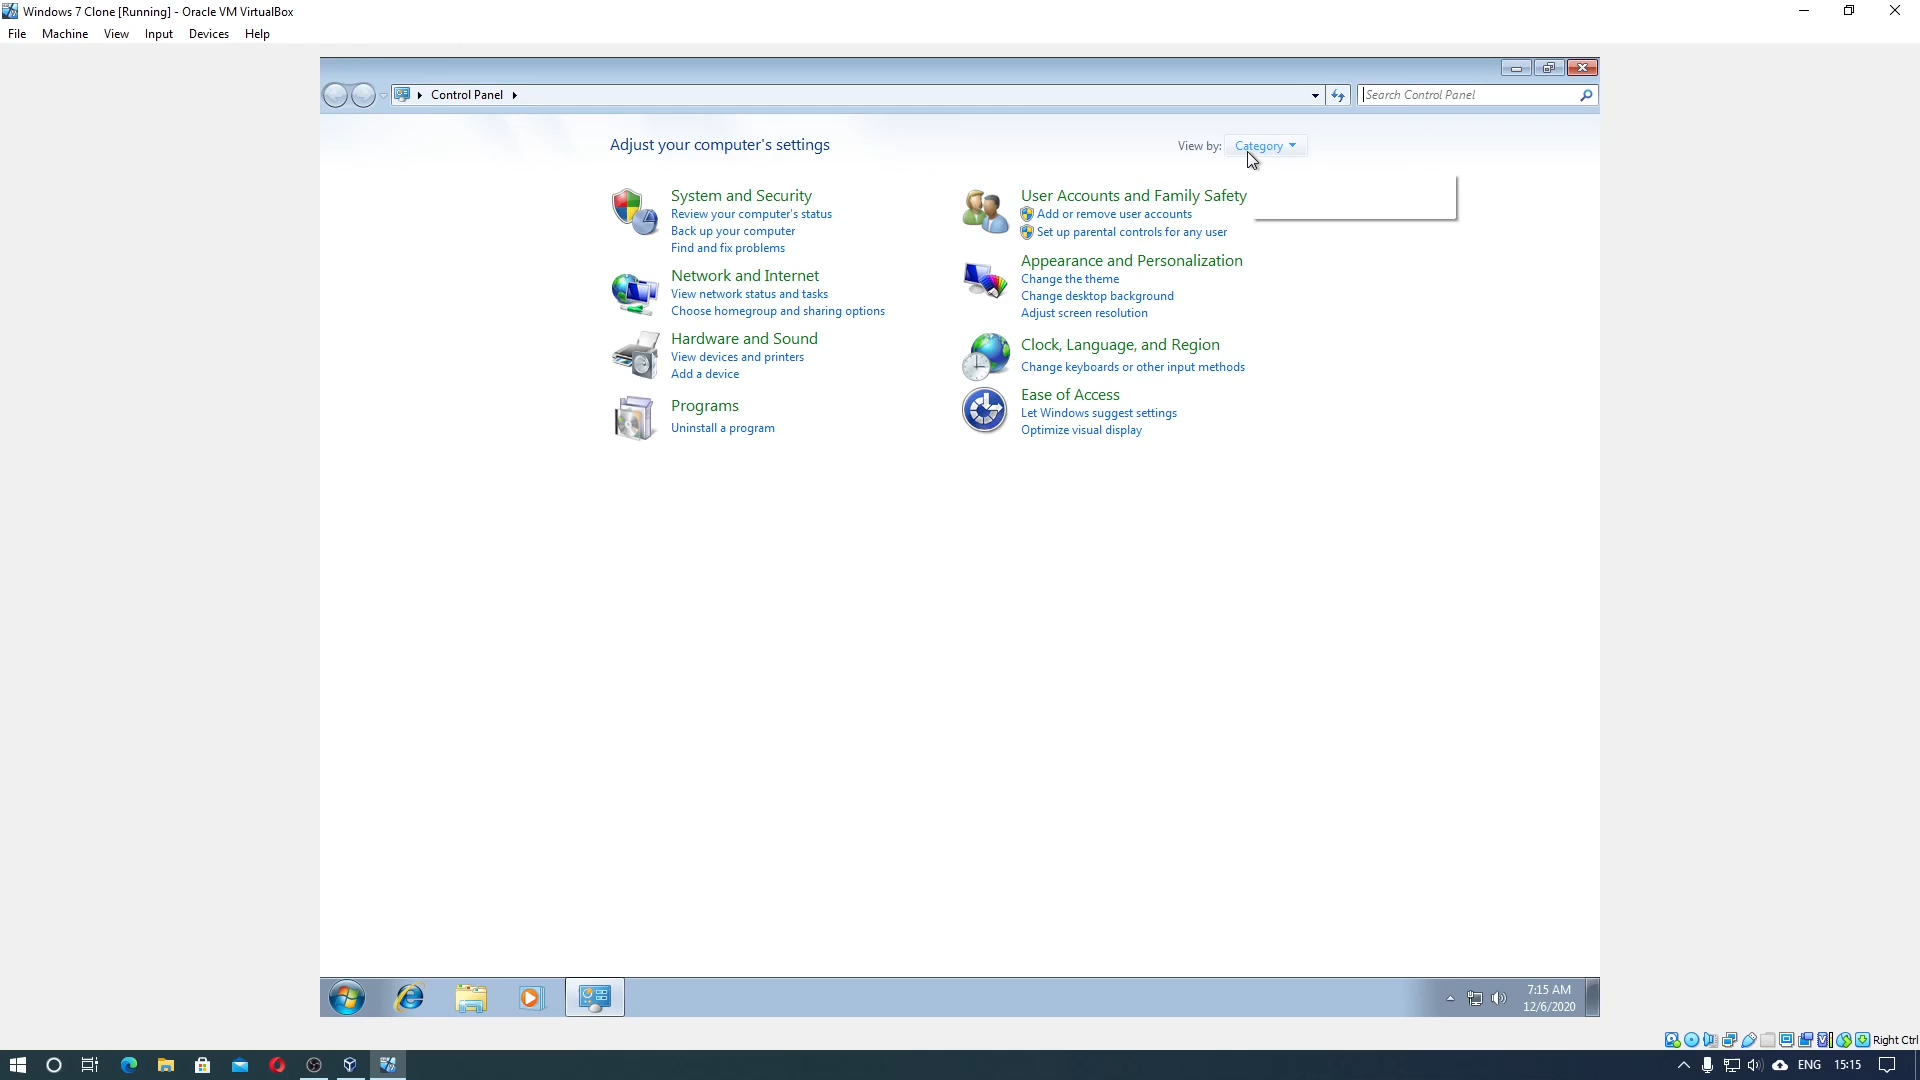 Windows 7 Clone [Running] - Oracle VM VirtualBox
File Machine View Input Devices Help
Control Panel
Search Control Panel
Adjust your computer's settings
View by: Category
System and Security
Review your computer's status
Back up your computer
Find and fix problems
Network and Internet
View network status and tasks
Choose homegroup and sharing options
Hardware and Sound
View devices and printers
Add a device
Programs
Uninstall a program
User Accounts and Family Safety
Add or remove user accounts
Set up parental controls for any user
Appearance and Personalization
Change the theme
Change desktop background
Adjust screen resolution
Clock, Language, and Region
Change keyboards or other input methods
Ease of Access
Let Windows suggest settings
Optimize visual display
7:15 AM
12/6/2020
Right Ctrl
ENG 15:15